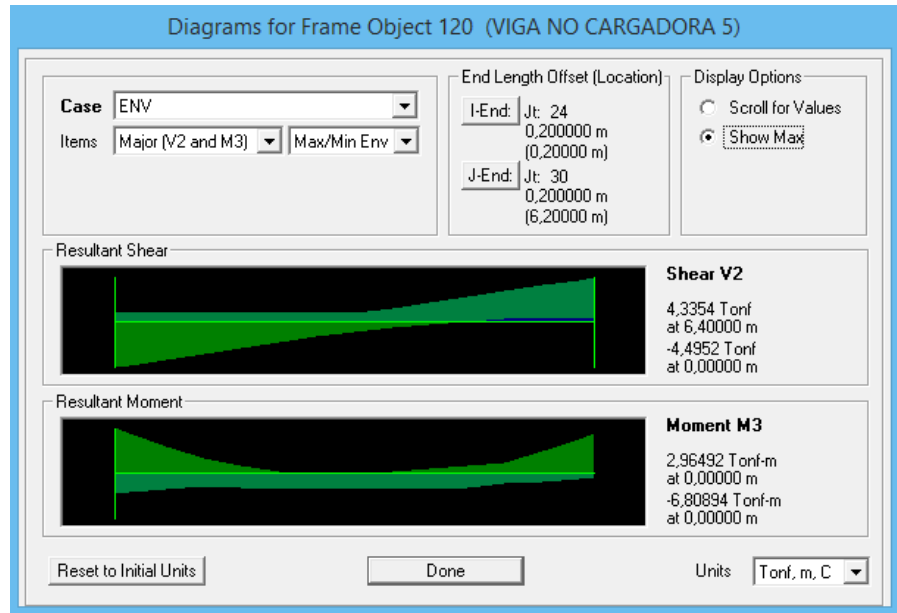 Diagrams for Frame Object 120 (VIGA NO CARGADORA 5)
Case ENV
Items Major (V2 and M3) Max/Min Env
End Length Offset (Location)
I-End: Jt: 24
0,200000 m
(0,20000 m)
J-End: Jt: 30
0,200000 m
(6,20000 m)
Display Options
Scroll for Values
Show Max
Resultant Shear
Shear V2
4,3354 Tonf
at 6,40000 m
-4,4952 Tonf
at 0,00000 m
Resultant Moment
Moment M3
2,96492 Tonf-m
at 0,00000 m
-6,80894 Tonf-m
at 0,00000 m
Reset to Initial Units
Done
Units Tonf, m, C